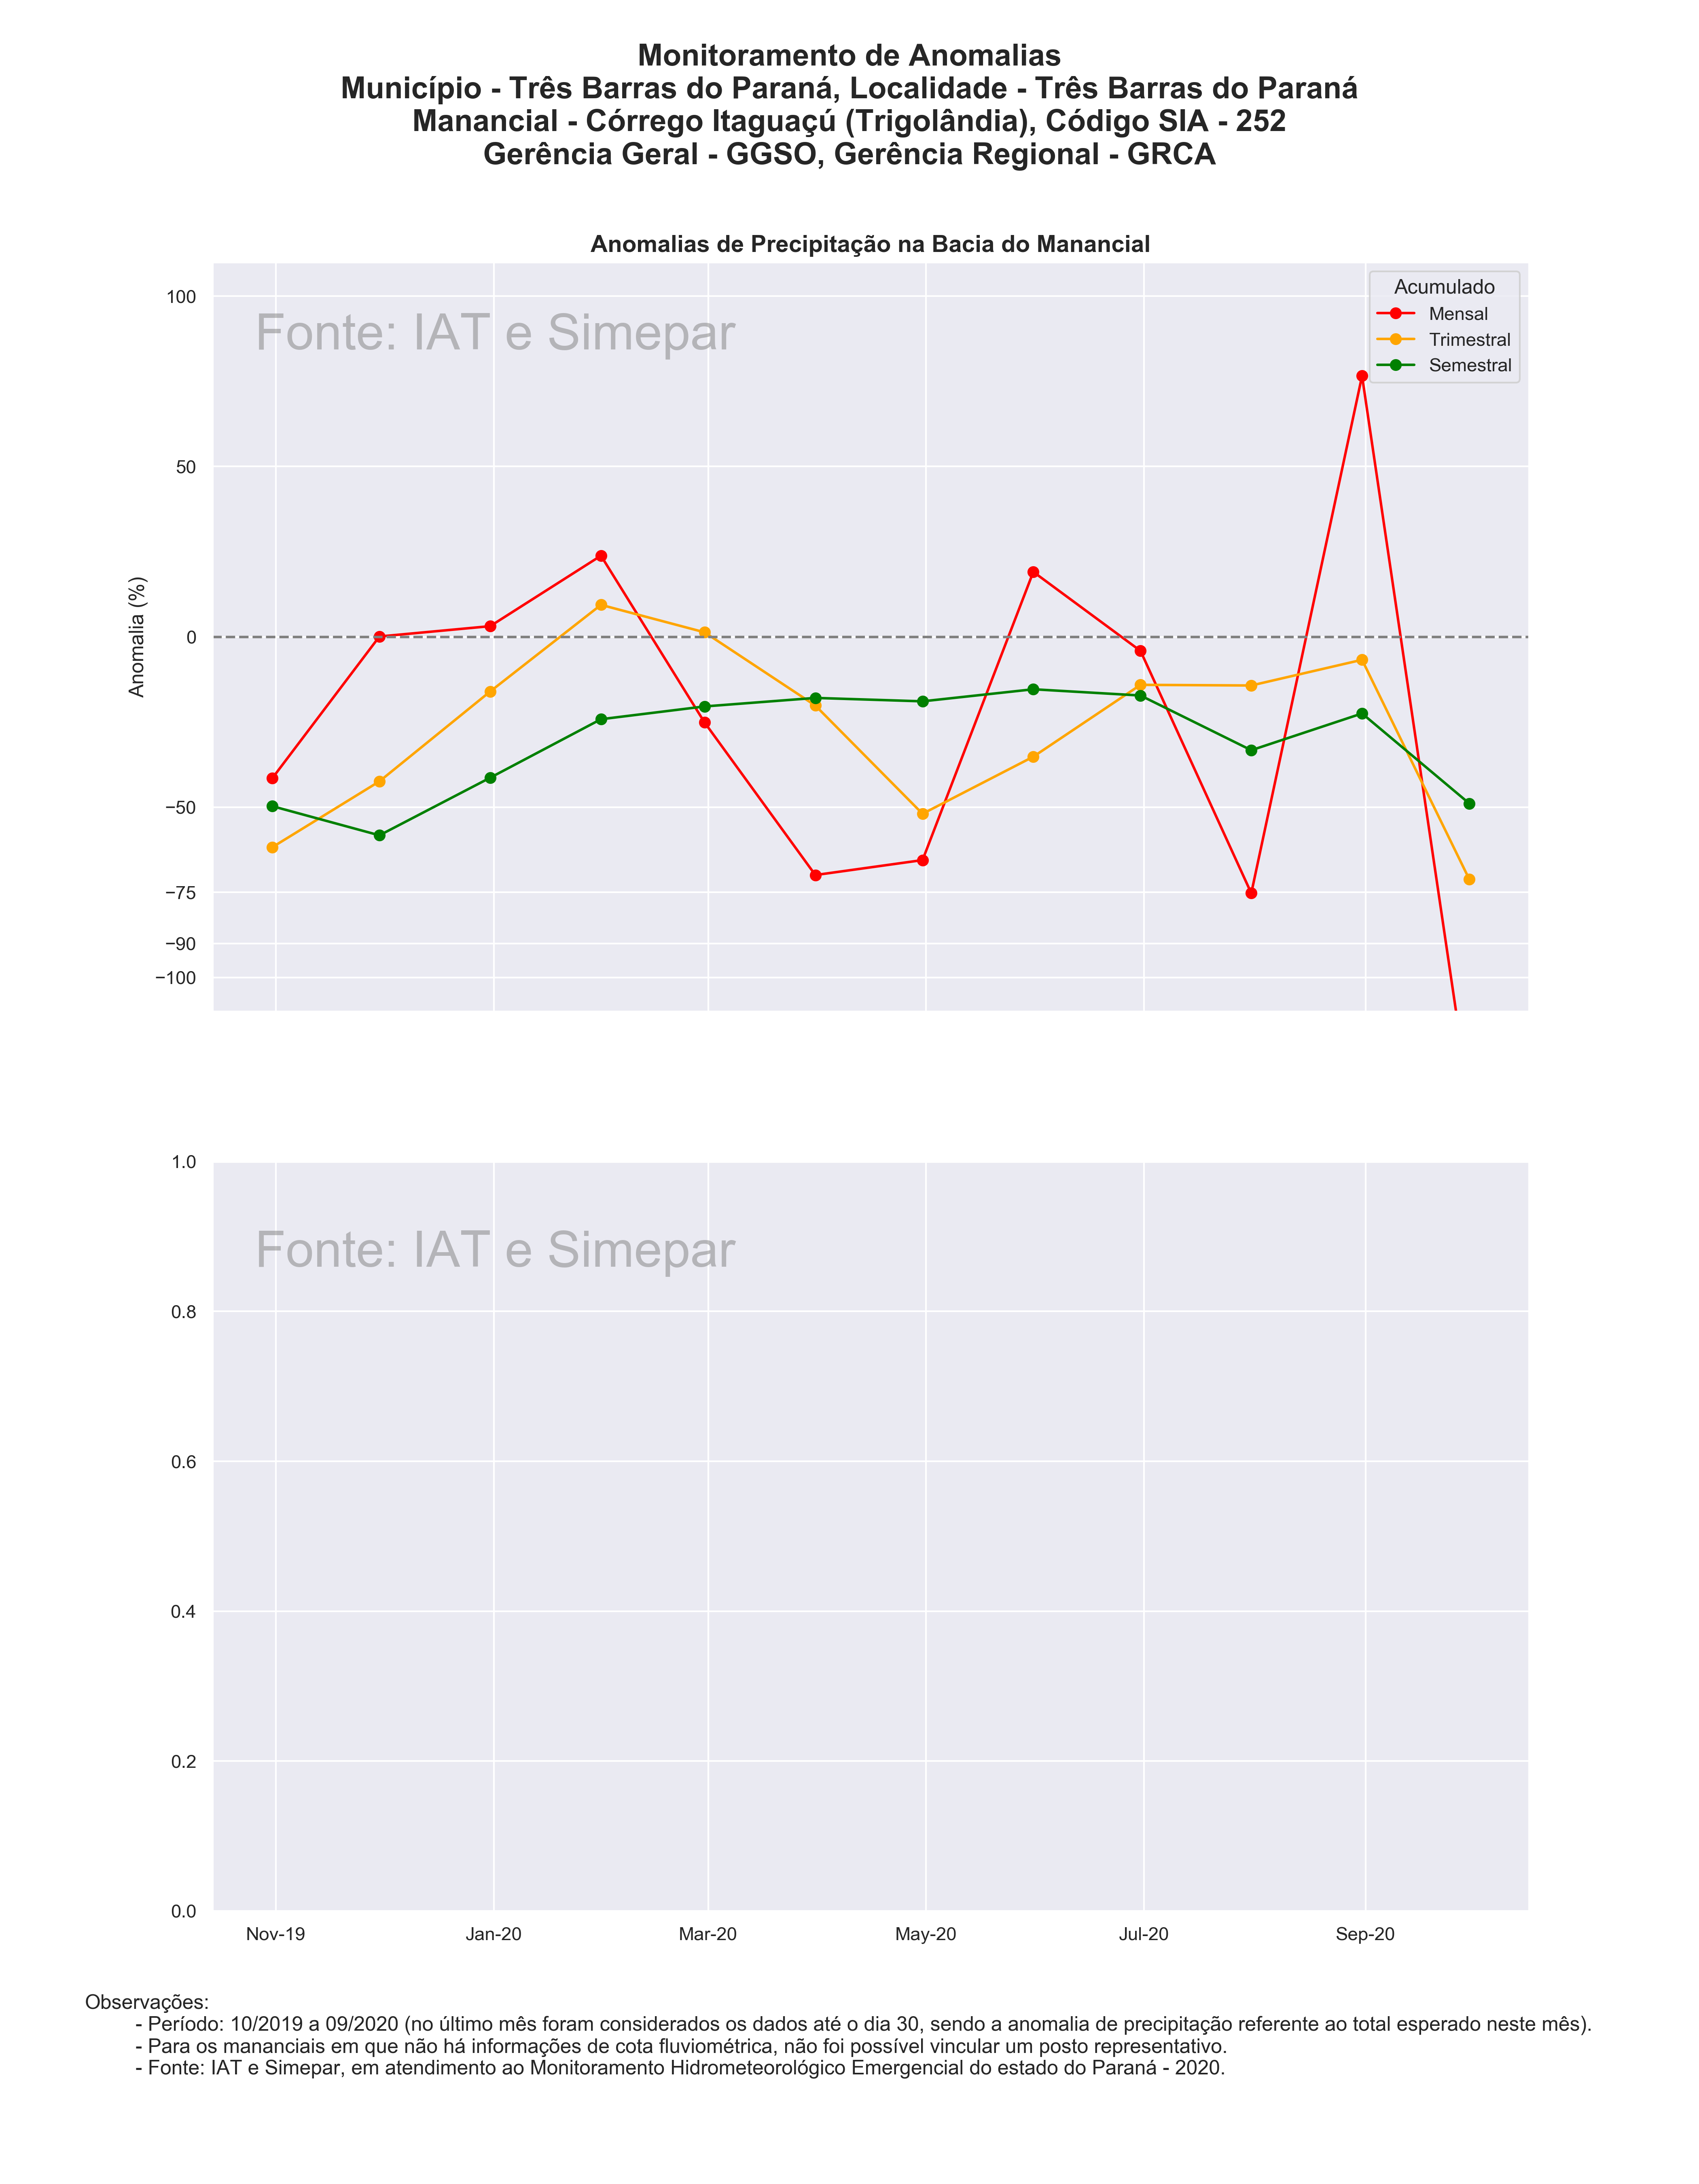 Monitoramento de Anomalias
Município - Três Barras do Paraná, Localidade - Três Barras do Paraná
Manancial - Córrego Itaguaçú (Trigolândia), Código SIA - 252
Gerência Geral - GGSO, Gerência Regional - GRCA
Anomalias de Precipitação na Bacia do Manancial
Fonte: IAT e Simepar
Acumulado
Mensal
Trimestral
Semestral
Anomalia (%)
100
50
0
−50
−75
−90
−100
Fonte: IAT e Simepar
1.0
0.8
0.6
0.4
0.2
0.0
Nov-19 Jan-20 Mar-20 May-20 Jul-20 Sep-20
Observações:
- Período: 10/2019 a 09/2020 (no último mês foram considerados os dados até o dia 30, sendo a anomalia de precipitação referente ao total esperado neste mês).
- Para os mananciais em que não há informações de cota fluviométrica, não foi possível vincular um posto representativo.
- Fonte: IAT e Simepar, em atendimento ao Monitoramento Hidrometeorológico Emergencial do estado do Paraná - 2020.